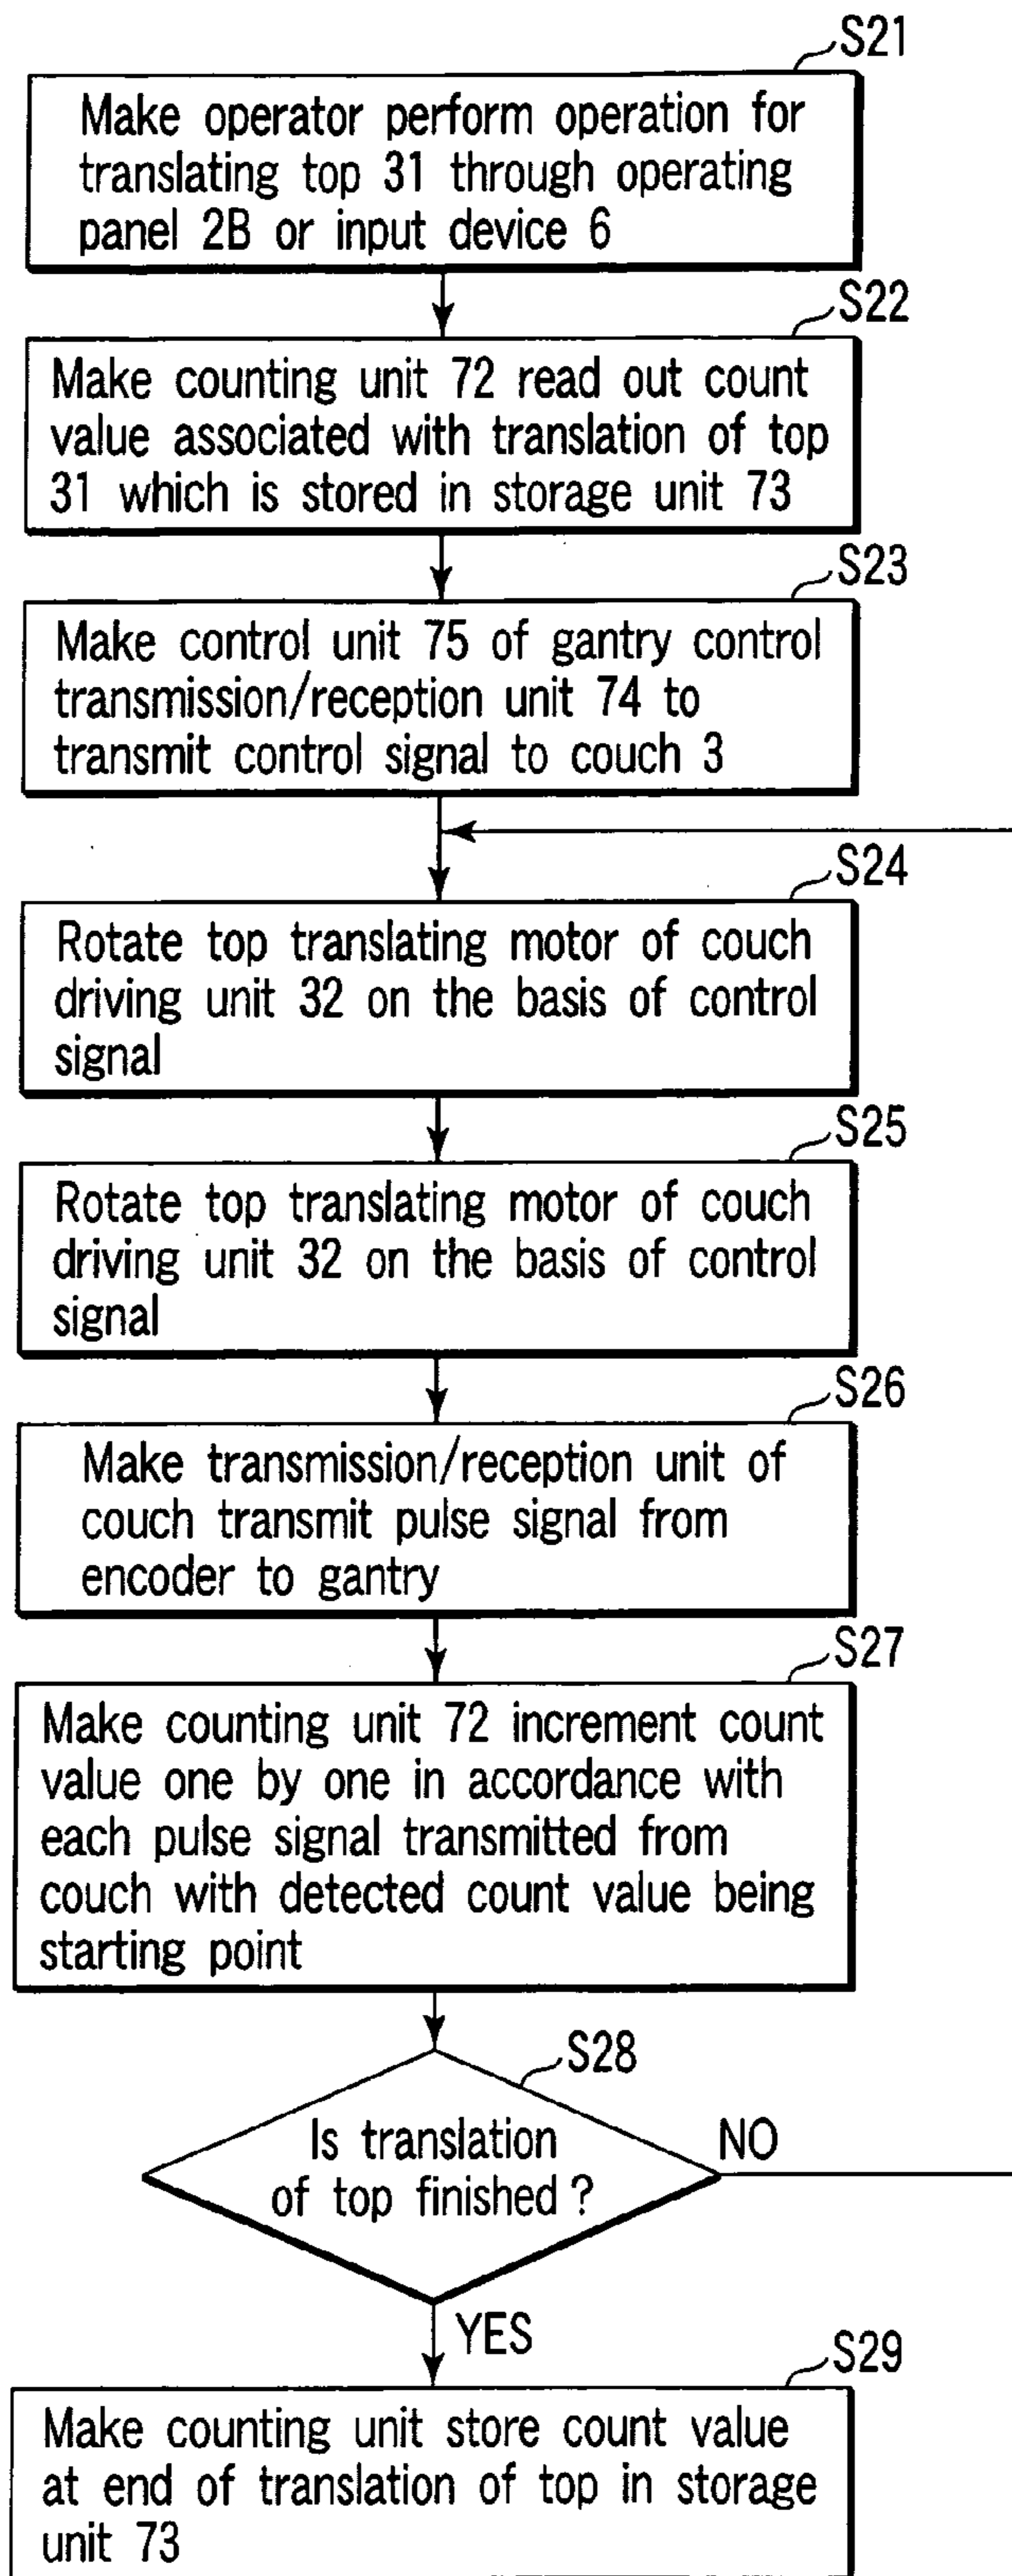 S21
Make operator perform operation for
translating top 31 through operating
panel 2B or input device 6
S22
Make counting unit 72 read out count
value associated with translation of top
31 which is stored in storage unit 73
S23
Make control unit 75 of gantry control
transmission/reception unit 74 to
transmit control signal to couch 3
S24
Rotate top translating motor of couch
driving unit 32 on the basis of control
signal
S25
Rotate top translating motor of couch
driving unit 32 on the basis of control
signal
S26
Make transmission/reception unit of
couch transmit pulse signal from
encoder to gantry
S27
Make counting unit 72 increment count
value one by one in accordance with
each pulse signal transmitted from
couch with detected count value being
starting point
S28
Is translation
of top finished?
NO
YES
S29
Make counting unit store count value
at end of translation of top in storage
unit 73